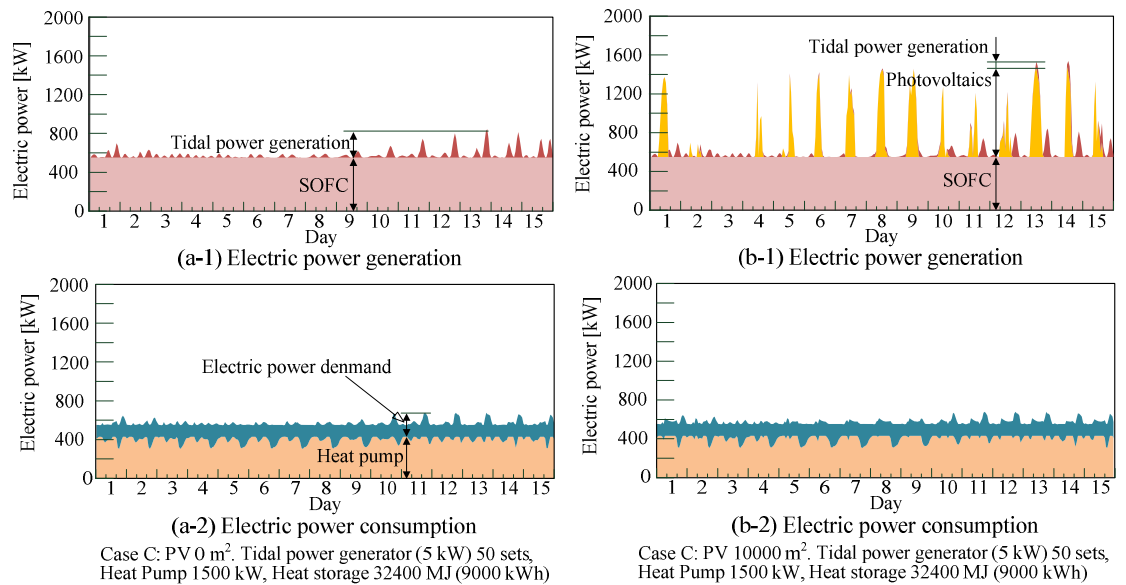 2000
1600
1200
800
400
0
Electric power [kW]
Tidal power generation
SOFC
1 2 3 4 5 6 7 8 9 10 11 12 13 14 15
Day
(a-1) Electric power generation
2000
1600
1200
800
400
0
Electric power [kW]
Tidal power generation
Photovoltaics
SOFC
1 2 3 4 5 6 7 8 9 10 11 12 13 14 15
Day
(b-1) Electric power generation
2000
1600
1200
800
400
0
Electric power [kW]
Electric power denmand
Heat pump
1 2 3 4 5 6 7 8 9 10 11 12 13 14 15
Day
(a-2) Electric power consumption
Case C: PV 0 m². Tidal power generator (5 kW) 50 sets,
Heat Pump 1500 kW, Heat storage 32400 MJ (9000 kWh)
2000
1600
1200
800
400
0
Electric power [kW]
1 2 3 4 5 6 7 8 9 10 11 12 13 14 15
Day
(b-2) Electric power consumption
Case C: PV 10000 m². Tidal power generator (5 kW) 50 sets,
Heat Pump 1500 kW, Heat storage 32400 MJ (9000 kWh)